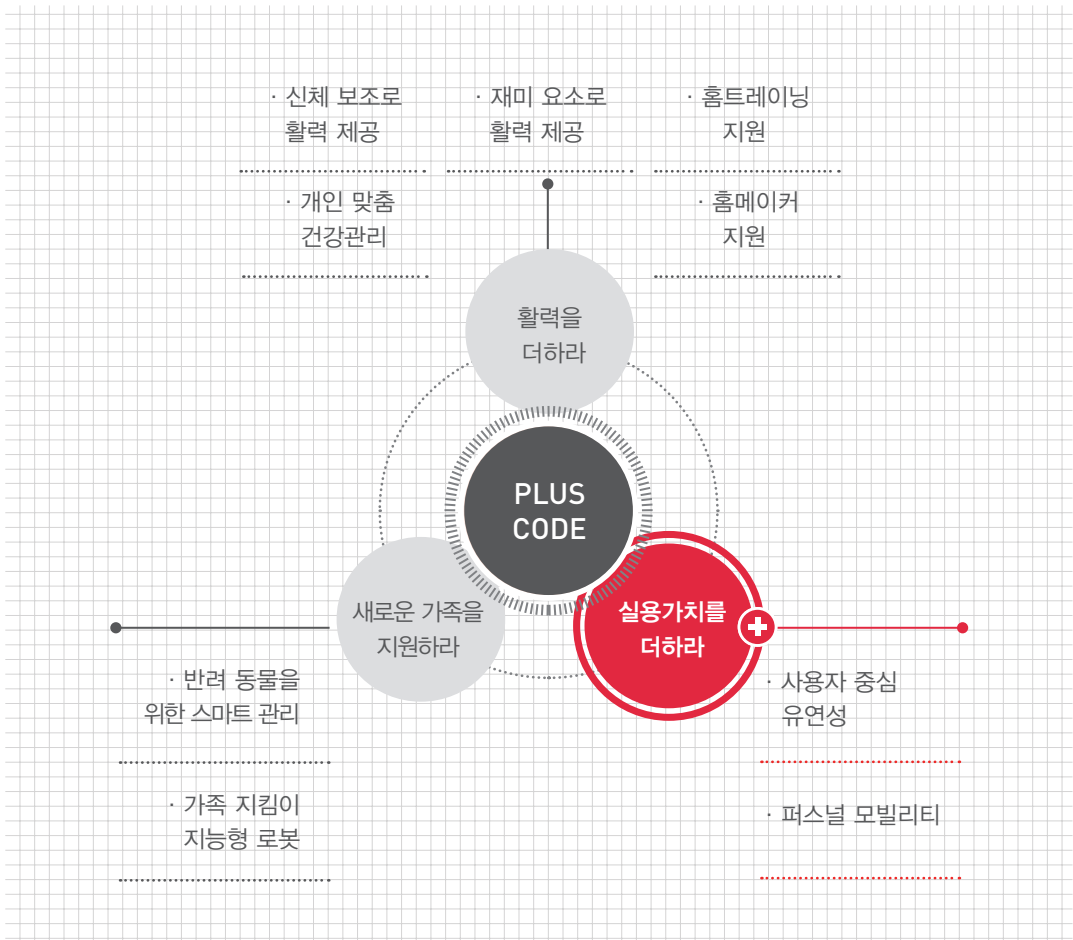 · 신체 보조로
활력 제공
· 재미 요소로
활력 제공
· 홈트레이닝
지원
· 개인 맞춤
건강관리
· 홈메이커
지원
활력을
더하라
PLUS
CODE
새로운 가족을
지원하라
실용가치를
더하라
· 반려 동물을
위한 스마트 관리
· 가족 지킴이
지능형 로봇
· 사용자 중심
유연성
· 퍼스널 모빌리티